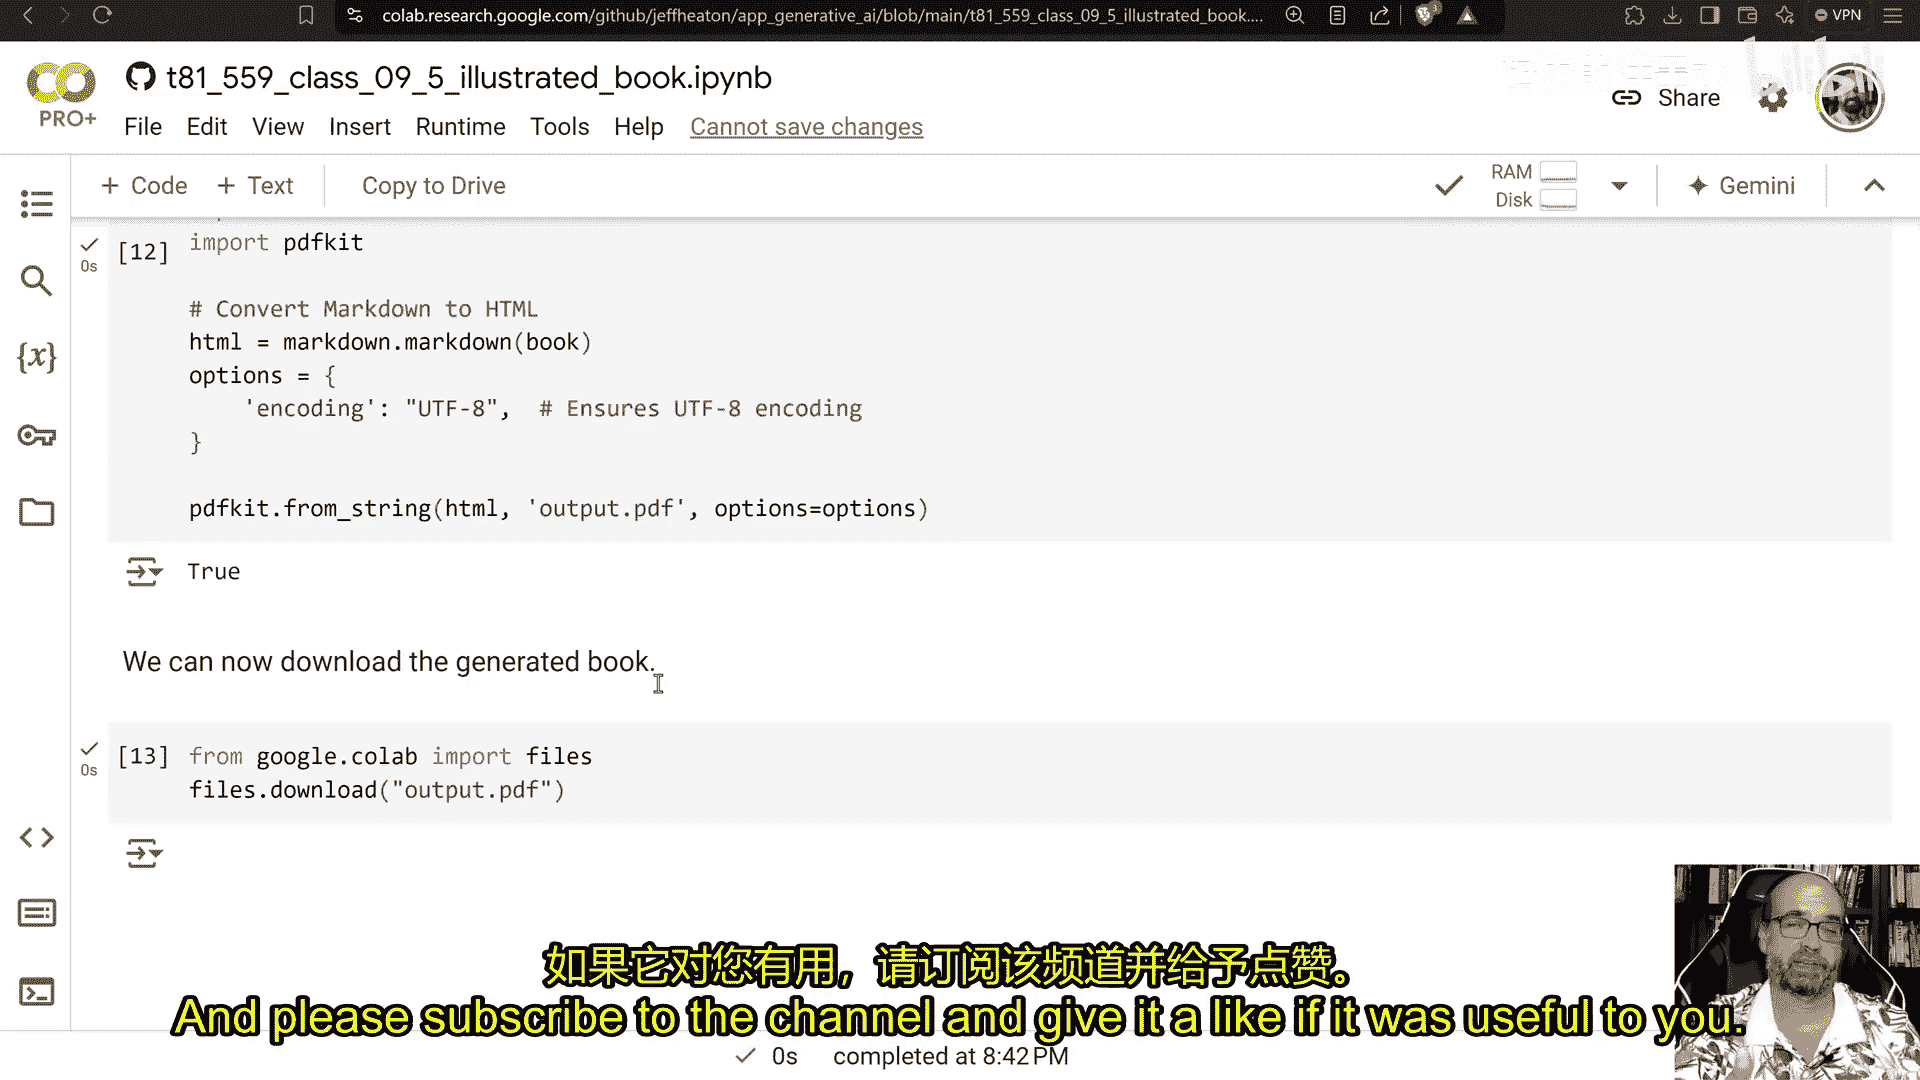 colab.research.google.com/github/jeffheaton/app_generative_ai/blob/main/t81_559_class_09_5_illustrated_book....
3
VPN
PRO+
t81_559_class_09_5_illustrated_book.ipynb
File Edit View Insert Runtime Tools Help Cannot save changes
Share
bilibili
+ Code + Text Copy to Drive
RAM
Disk
Gemini
[12] import pdfkit
0s
# Convert Markdown to HTML
html = markdown.markdown(book)
options = {
'encoding': "UTF-8", # Ensures UTF-8 encoding
}
pdfkit.from_string(html, 'output.pdf', options=options)
True
We can now download the generated book.
[13] from google.colab import files
0s
files.download("output.pdf")
如果它对您有用，请订阅该频道并给予点赞。
And please subscribe to the channel and give it a like if it was useful to you.
0s completed at 8:42 PM